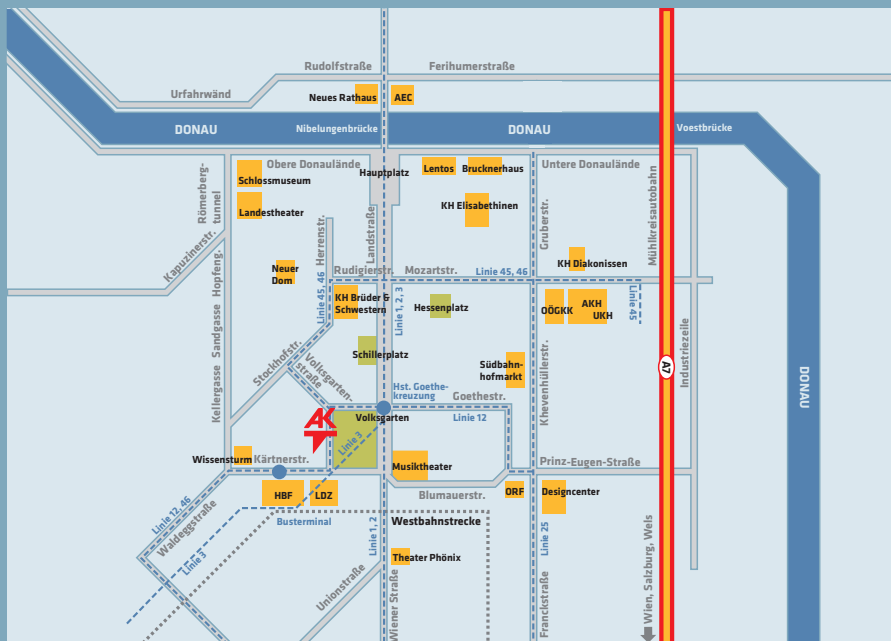 Rudolfstraße
Ferihumerstraße
Urfahrwänd
Neues Rathaus
AEC
DONAU
Nibelungenbrücke
DONAU
Voestbrücke
Römerberg-
tunnel
Obere Donaulände
Hauptplatz
Lentos
Brucknerhaus
Untere Donaulände
Schlossmuseum
Landestheater
KH Elisabethinen
Gruberstr.
Mühlkreisautobahn
Kapuzinerstr.
Hopfeng.
Herrenstr.
Landstraße
Neuer
Dom
Rudigierstr.
Mozartstr.
Linie 45, 46
KH Diakonissen
Linie 45, 46
KH Brüder &
Schwestern
Linie 1, 2, 3
Hessenplatz
OÖGKK
AKH
UKH
Linie 45
Sandgasse
Stockhofstr.
Schillerplatz
Volksgarten-
straße
Südbahn-
hofmarkt
Khevenhüllerstr.
A7
Industriezeile
DONAU
Kellergasse
Hst. Goethe-
kreuzung
Goethestr.
AK
Volksgarten
Linie 12
Linie 3
Wissensturm
Kärtnerstr.
Musiktheater
Prinz-Eugen-Straße
HBF
LDZ
Blumauerstr.
ORF
Designcenter
Linie 12, 46
Waldeggstraße
Busterminal
Linie 1, 2
Westbahnstrecke
Linie 25
Linie 3
Theater Phönix
Unionstraße
Wiener Straße
Franckstraße
Wien, Salzburg, Wels